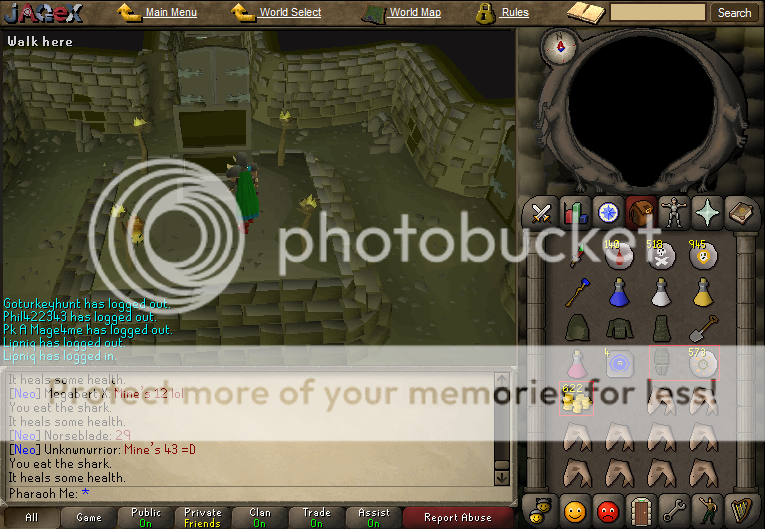 JAGeX Main Menu World Select World Map Rules Search
Walk here
140 518 945
4 573
622
Goturkeyhunt has logged out.
Phil422343 has logged out.
Pk A Mage4me has logged out.
Lipniq has logged out.
Lipniq has logged in.
photobucket
Protect more of your memories for less!
It heals some health.
[Neo] Megabert X: Mine's 12 lol
You eat the shark.
It heals some health.
[Neo] Norseblade: 29
[Neo] Unknunurrior: Mine's 43 =D
You eat the shark.
It heals some health.
Pharaoh Me: *
All Game Public Private Clan Trade Assist Report Abuse
On Friends On On On